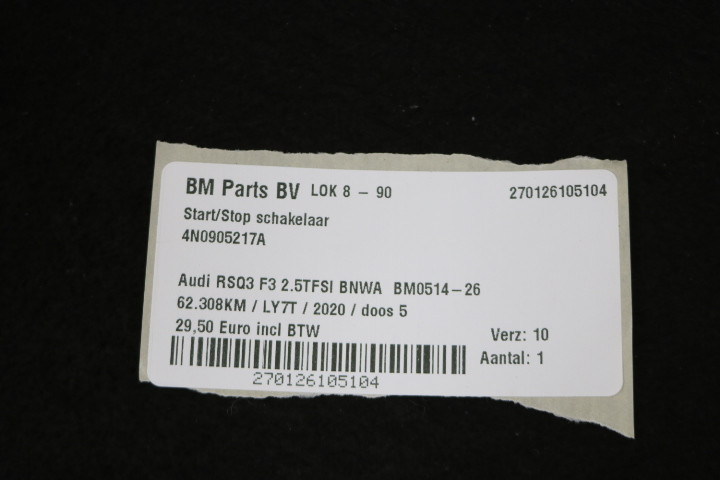 BM Parts BV LOK 8 - 90 270126105104
Start/Stop schakelaar
4N0905217A
Audi RSQ3 F3 2.5TFSI BNWA BM0514-26
62.308KM / LY7T / 2020 / doos 5
29,50 Euro incl BTW Verz: 10
Aantal: 1
270126105104